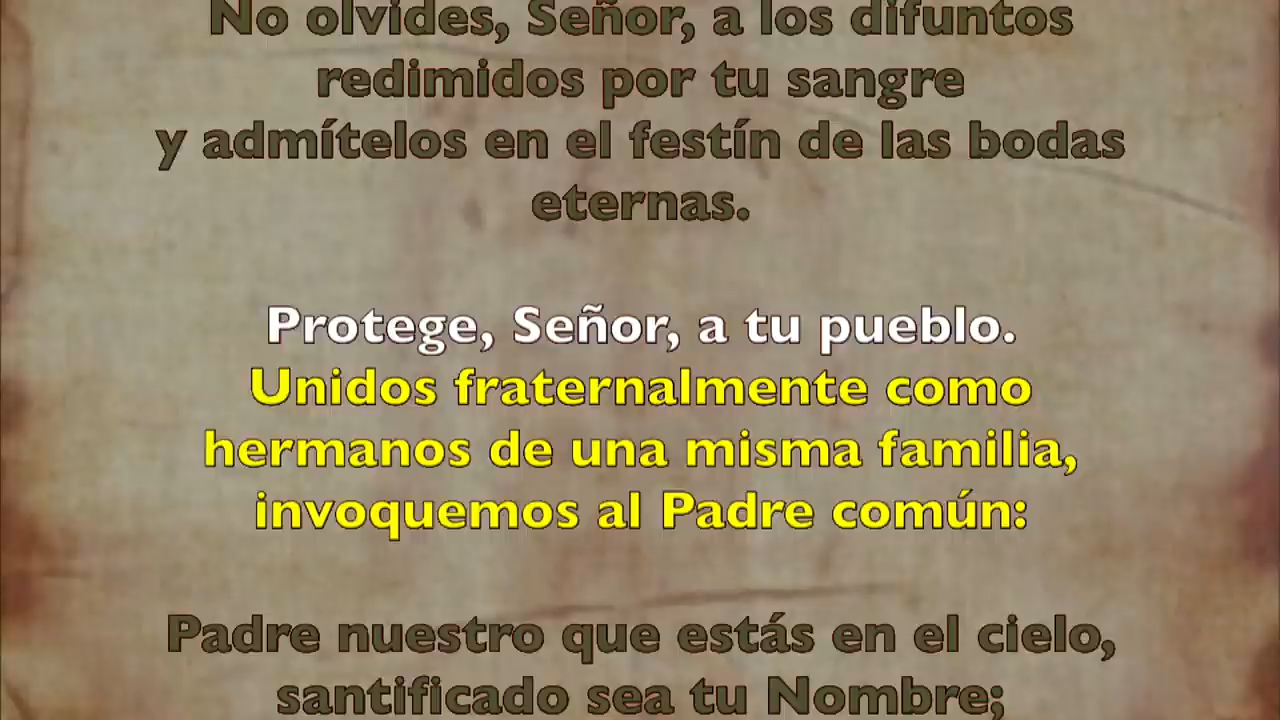 No olvides, Señor, a los difuntos
redimidos por tu sangre
y admítelos en el festín de las bodas
eternas.
Protege, Señor, a tu pueblo.
Unidos fraternalmente como
hermanos de una misma familia,
invoquemos al Padre común:
Padre nuestro que estás en el cielo,
santificado sea tu Nombre;